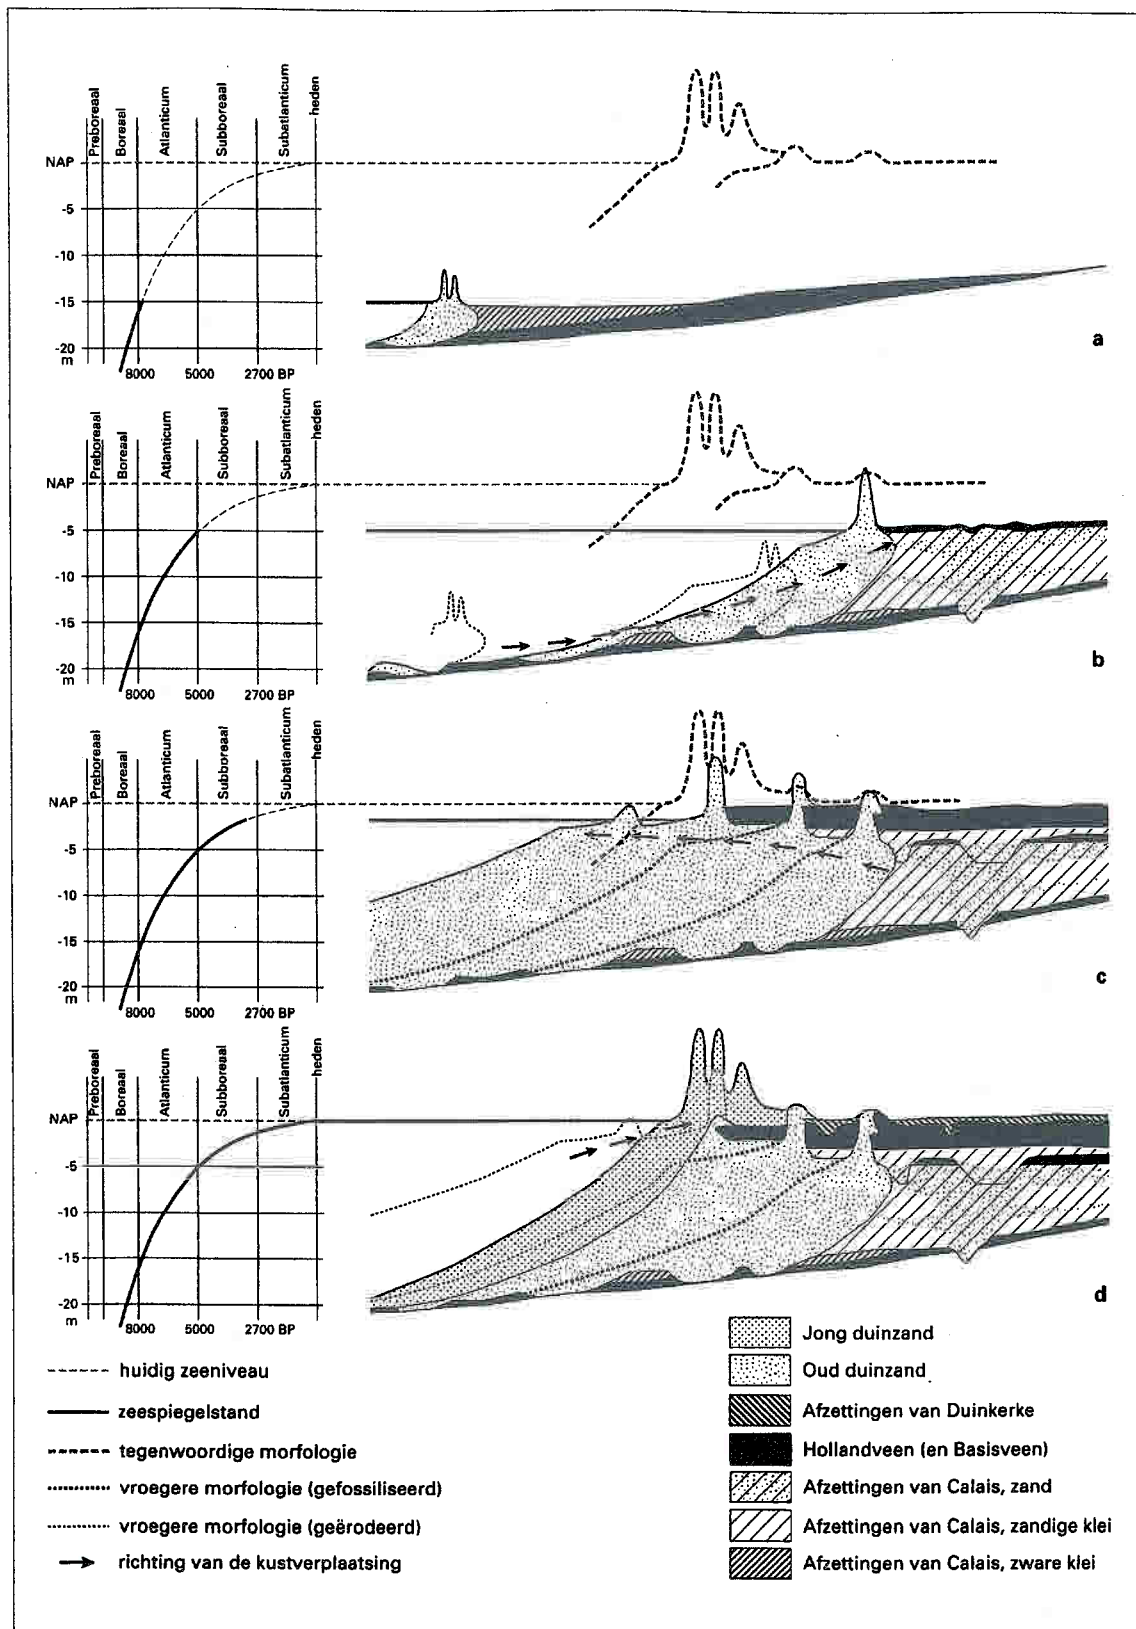 Preboreaal
Boreaal
Atlanticum
Subboreaal
Subatlanticum
heden
NAP
-5
-10
-15
-20
m
8000 5000 2700 BP
a
Preboreaal
Boreaal
Atlanticum
Subboreaal
Subatlanticum
heden
NAP
-5
-10
-15
-20
m
8000 5000 2700 BP
b
Preboreaal
Boreaal
Atlanticum
Subboreaal
Subatlanticum
heden
NAP
-5
-10
-15
-20
m
8000 5000 2700 BP
c
Preboreaal
Boreaal
Atlanticum
Subboreaal
Subatlanticum
heden
NAP
-5
-10
-15
-20
m
8000 5000 2700 BP
d
huidig zeeniveau
zeespiegelstand
tegenwoordige morfologie
vroegere morfologie (gefossiliseerd)
vroegere morfologie (geërodeerd)
richting van de kustverplaatsing
Jong duinzand
Oud duinzand
Afzettingen van Duinkerke
Hollandveen (en Basisveen)
Afzettingen van Calais, zand
Afzettingen van Calais, zandige klei
Afzettingen van Calais, zware klei